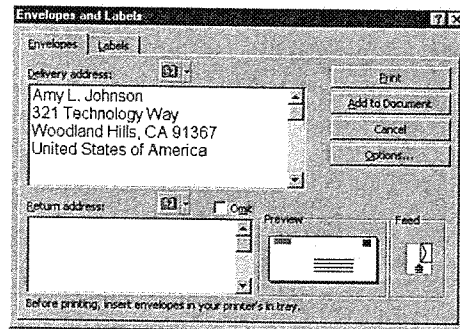 Envelopes and Labels
Envelopes Labels
Delivery address:
Amy L. Johnson
321 Technology Way
Woodland Hills, CA 91367
United States of America
Print
Add to Document
Cancel
Options...
Return address:
Omit
Preview
Feed
Before printing, insert envelopes in your printer's in tray.